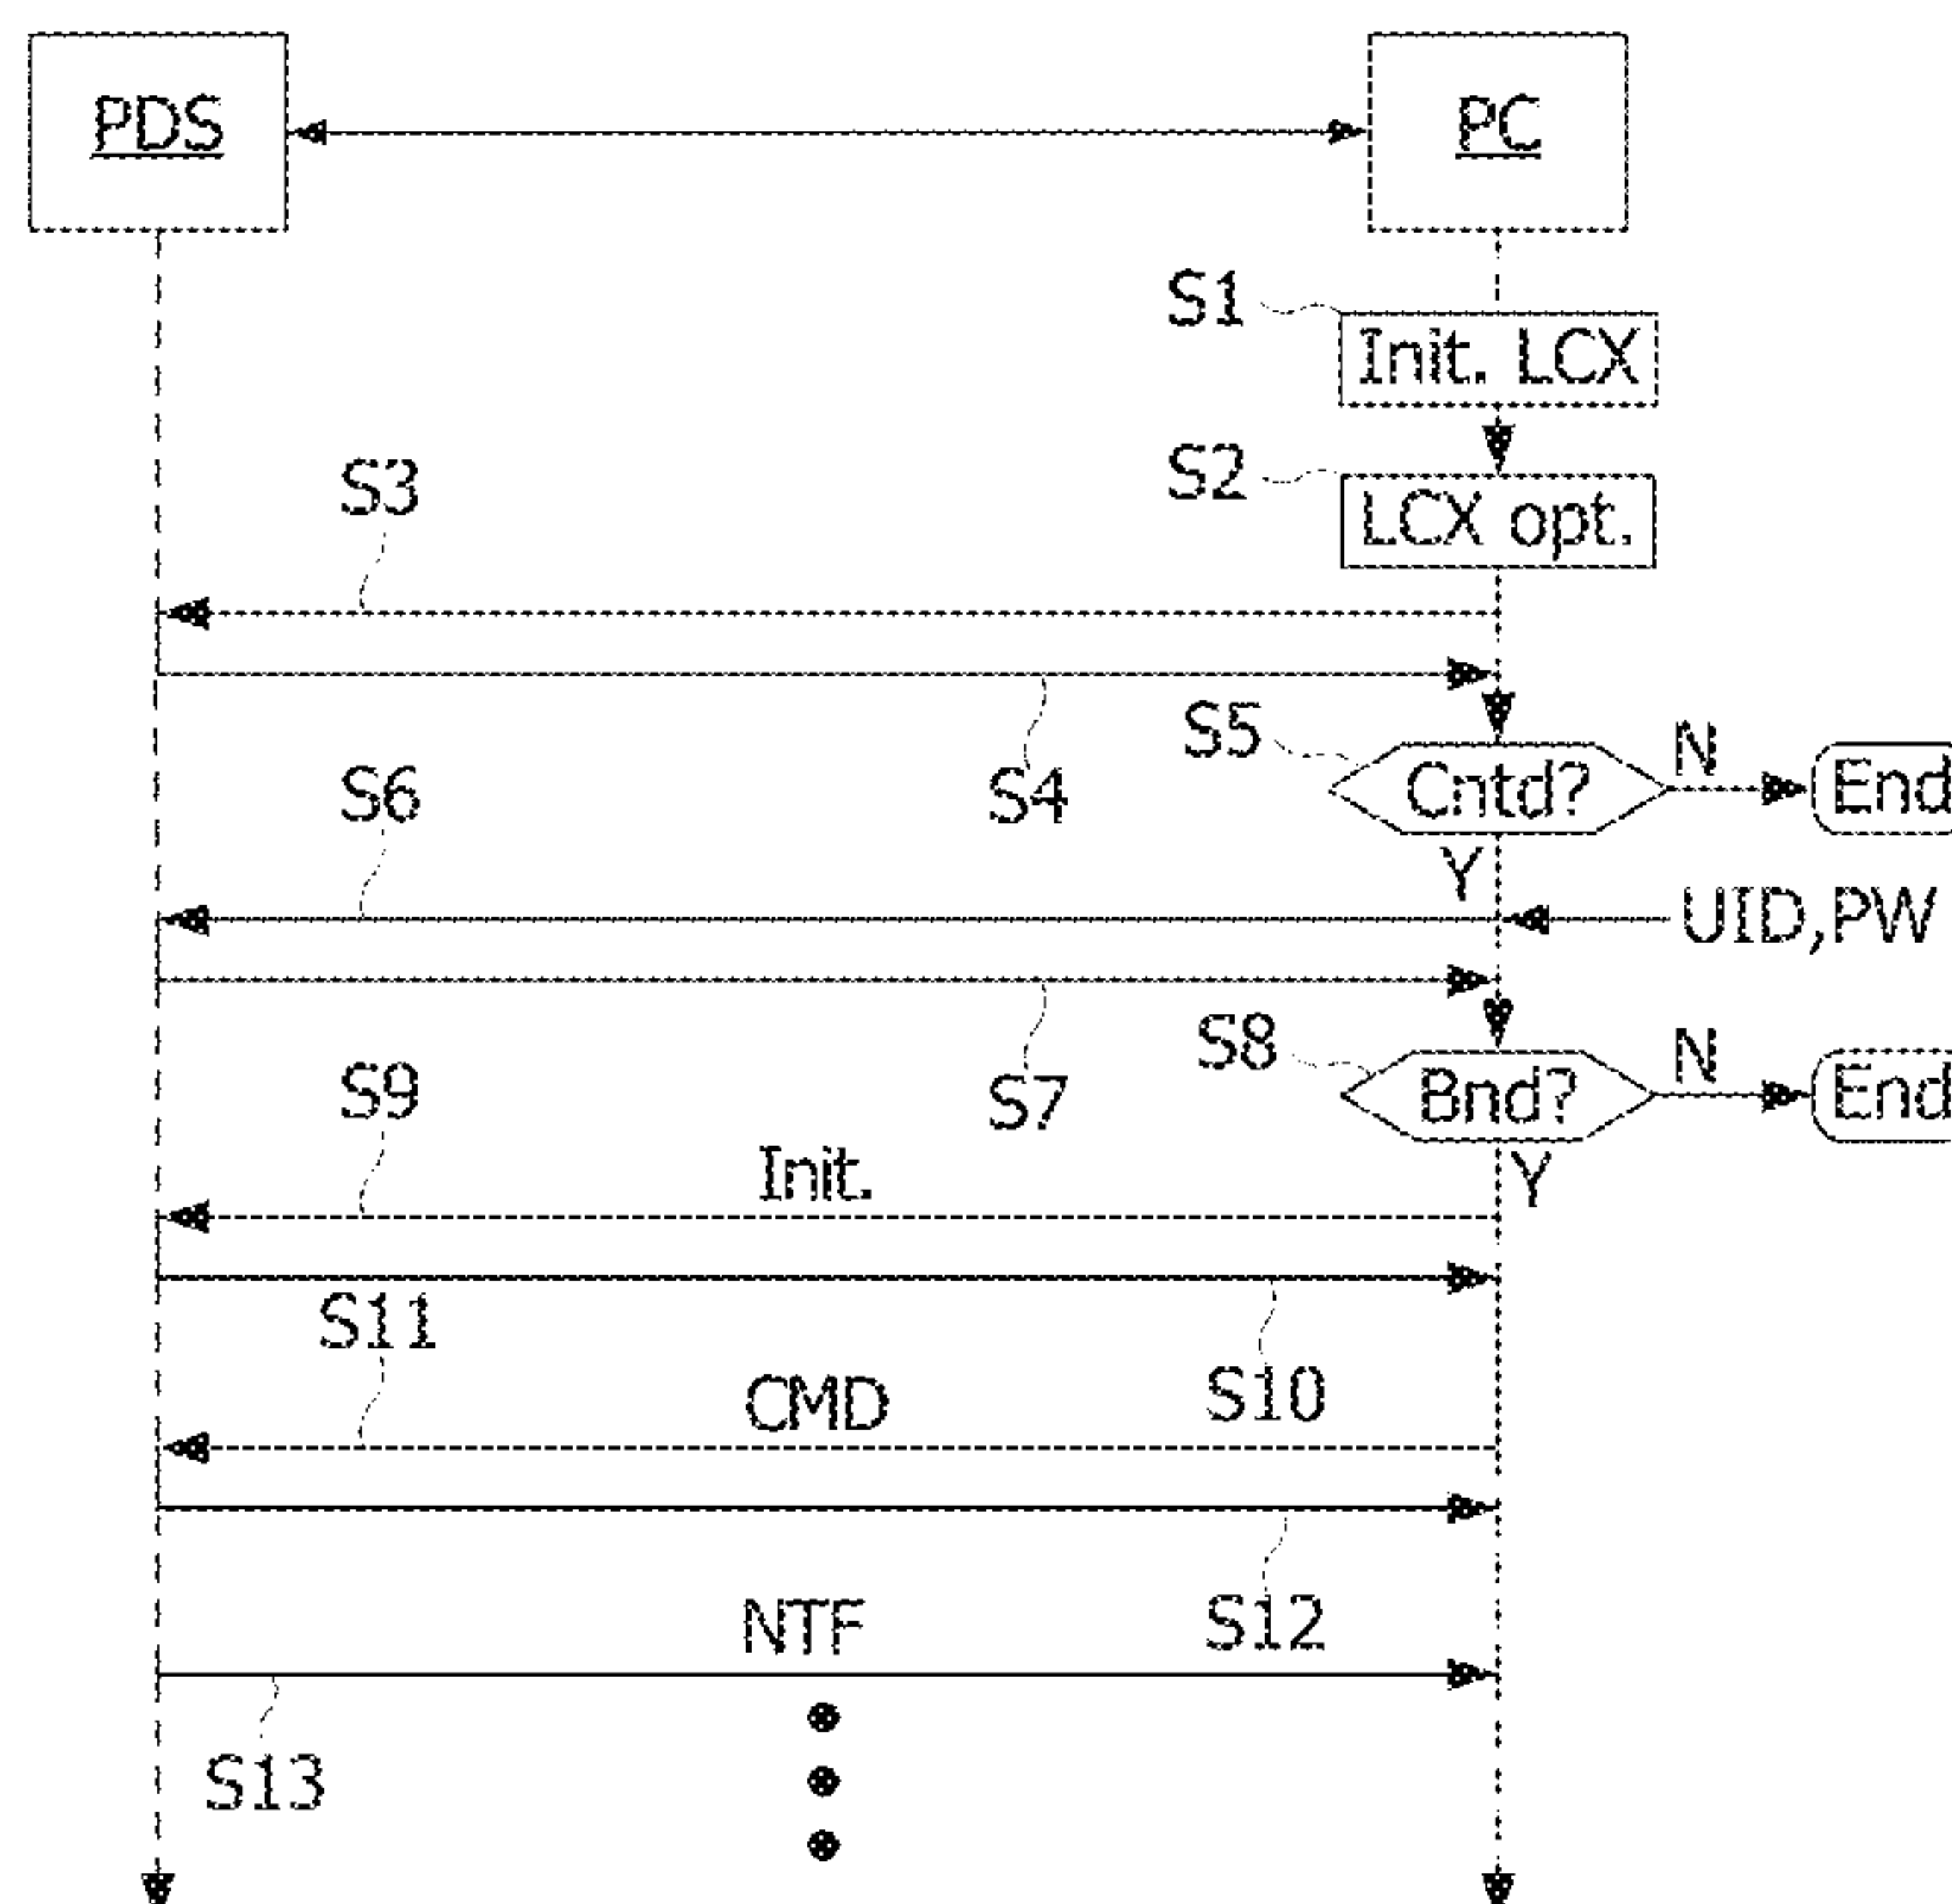 PDS
PC
S1
Init. LCX
S2
LCX opt.
S3
S4
S5
Cntd?
N
End
Y
S6
UID,PW
S7
S8
Bnd?
N
End
Y
S9
Init.
S10
S11
CMD
S12
NTF
S13